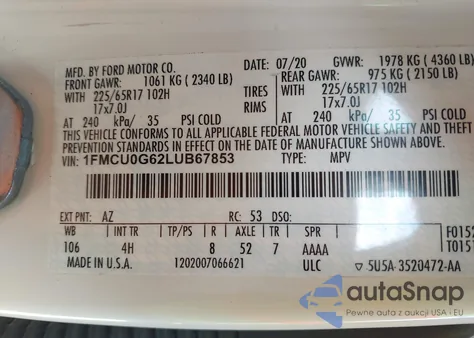 MFD. BY FORD MOTOR CO. 07/20 GVWR: 1978 KG (4360 LB)
FRONT GAWR: 1061 KG (2340 LB) REAR GAWR: 975 KG (2150 LB)
WITH 225/65R17 102H TIRES WITH 225/65R17 102H
17x7.0J RIMS 17x7.0J
AT 240 kPa/ 35 PSI COLD AT 240 kPa/ 35 PSI COLD
THIS VEHICLE CONFORMS TO ALL APPLICABLE FEDERAL MOTOR VEHICLE SAFETY
PREVENTION STANDARDS IN EFFECT ON THE DATE OF MANUFACTURE SHOWN ABOVE.
VIN: 1FMCU0G62LUB67853 TYPE: MPV
EXT PNT: AZ RC: 53 DSO:
WB INT TR TP/PS R AXLE TR SPR F0152
106 4H 8 52 7 AAAA T0151
MADE IN U.S.A. 1202007066621 ULC ▽ 5U5A-3520472-AA
autoSnap
Pewne auta z aukcji USA - EU